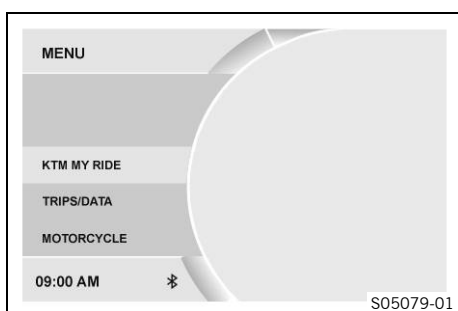 MENU
KTM MY RIDE
TRIPS/DATA
MOTORCYCLE
09:00 AM
S05079-01